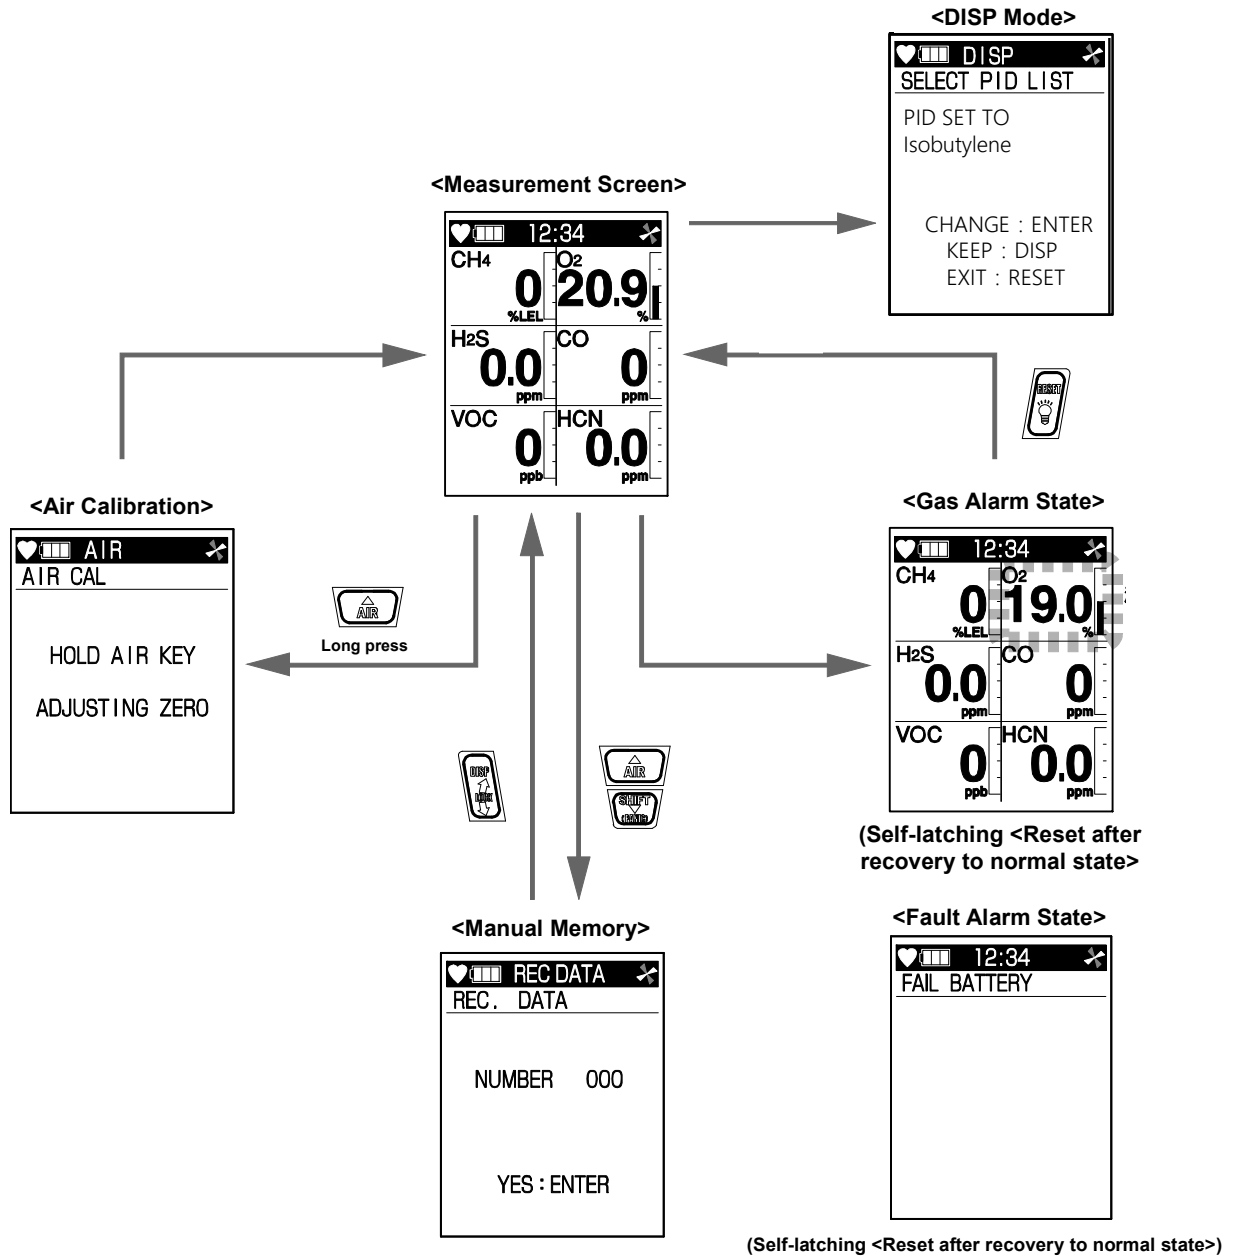 <DISP Mode>
DISP
SELECT PID LIST
PID SET TO
Isobutylene
CHANGE : ENTER
KEEP : DISP
EXIT : RESET
<Measurement Screen>
12:34
CH4 O2
0 20.9
%LEL %
H2S CO
0.0 0
ppm ppm
VOC HCN
0 0.0
ppb ppm
RESET
<Air Calibration>
AIR
AIR CAL
HOLD AIR KEY
ADJUSTING ZERO
AIR
Long press
<Gas Alarm State>
12:34
CH4 O2
0 19.0
%LEL %
H2S CO
0.0 0
ppm ppm
VOC HCN
0 0.0
ppb ppm
(Self-latching <Reset after
recovery to normal state>
DISP
AIR
SHIFT
(PANIC)
<Manual Memory>
REC DATA
REC. DATA
NUMBER 000
YES : ENTER
<Fault Alarm State>
12:34
FAIL BATTERY
(Self-latching <Reset after recovery to normal state>)